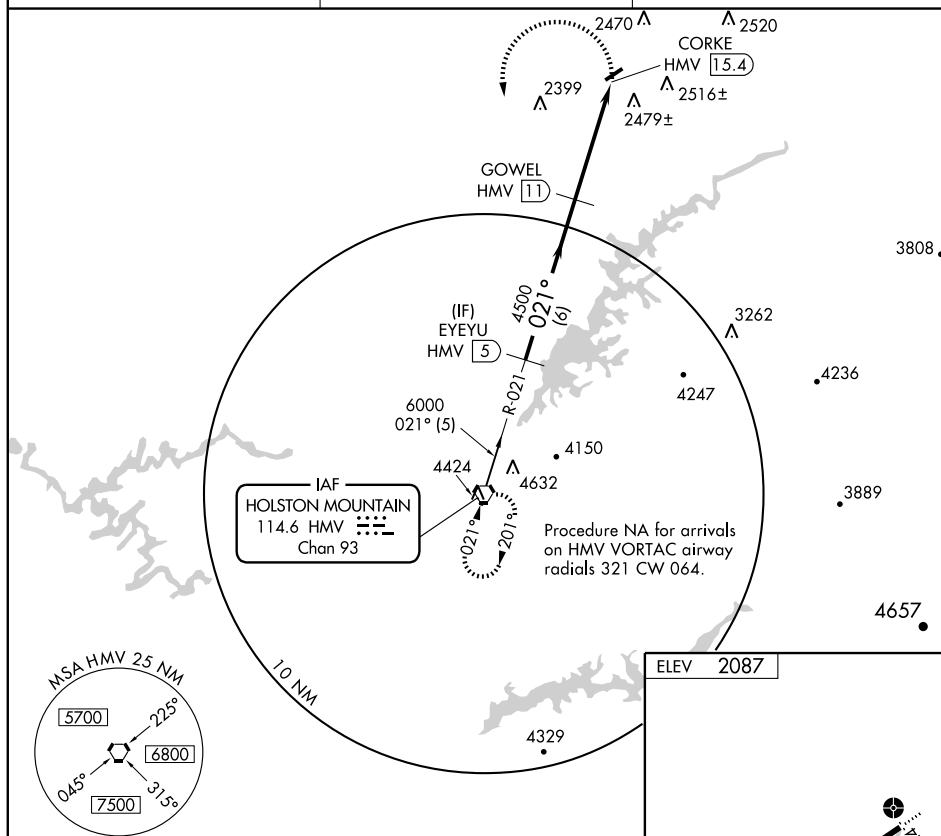 2470
2520
CORKE
HMV 15.4
2399
2516±
2479±
GOWEL
HMV 11
3808
4500
021°
(6)
(IF)
EYEYU
HMV 5
3262
R-021
4247
4236
6000
021° (5)
4150
4424
4632
IAF
HOLSTON MOUNTAIN
114.6 HMV
Chan 93
021°
201°
3889
Procedure NA for arrivals
on HMV VORTAC airway
radials 321 CW 064.
4657
10 NM
MSA HMV 25 NM
5700
225°
6800
045°
7500
315°
4329
ELEV 2087